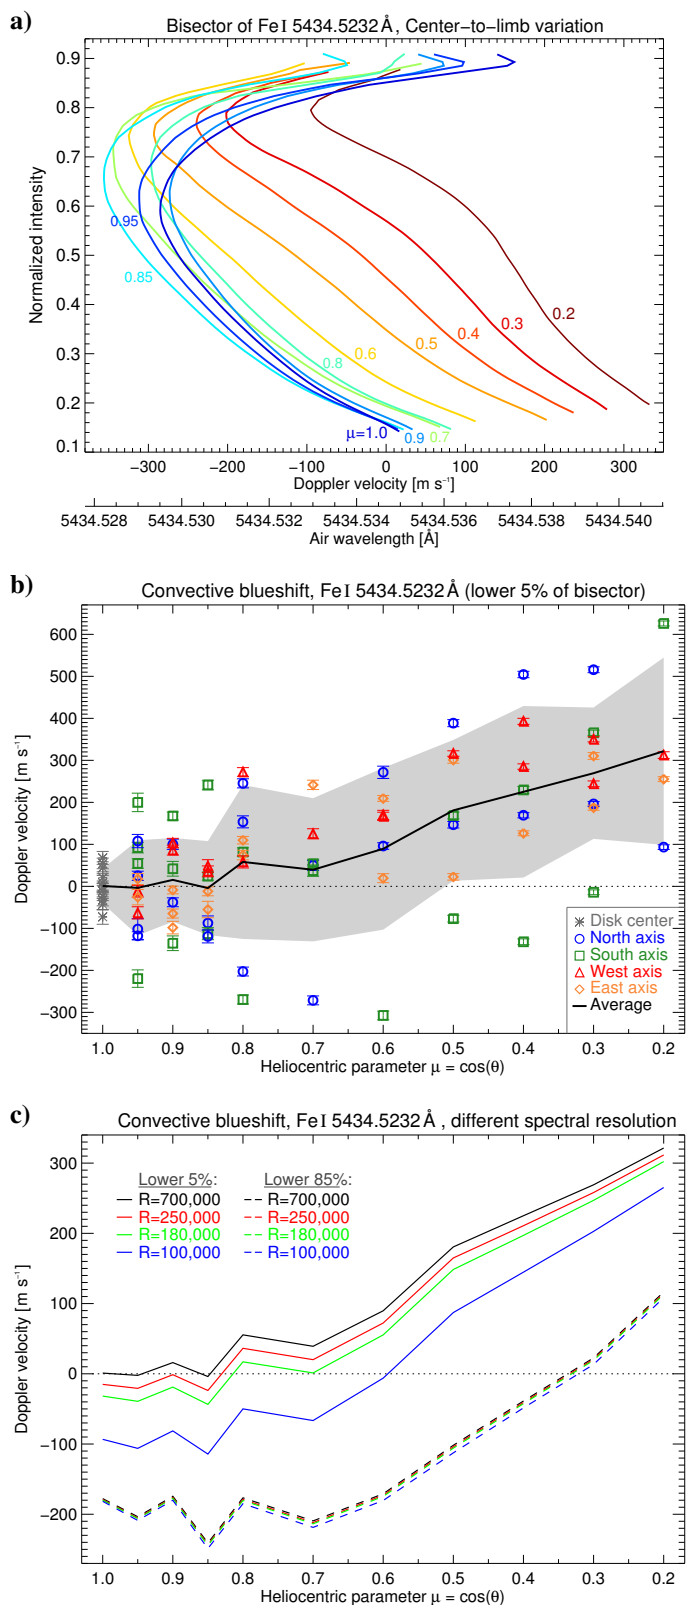 a)
Bisector of Fe I 5434.5232 Å, Center-to-limb variation
0.9
0.8
0.7
0.6
0.5
0.4
0.3
0.2
0.1
Normalized intensity
0.95
0.85
0.2
0.3
0.4
0.5
0.6
0.8
μ=1.0
0.9
0.7
−300 −200 −100 0 100 200 300
Doppler velocity [m s⁻¹]
5434.528 5434.530 5434.532 5434.534 5434.536 5434.538 5434.540
Air wavelength [Å]
b)
Convective blueshift, Fe I 5434.5232 Å (lower 5% of bisector)
600
500
400
300
200
100
0
−100
−200
−300
Doppler velocity [m s⁻¹]
Disk center
North axis
South axis
West axis
East axis
Average
1.0 0.9 0.8 0.7 0.6 0.5 0.4 0.3 0.2
Heliocentric parameter μ = cos(θ)
c)
Convective blueshift, Fe I 5434.5232 Å , different spectral resolution
300
200
100
0
−100
−200
Doppler velocity [m s⁻¹]
Lower 5%: Lower 85%:
R=700,000 R=700,000
R=250,000 R=250,000
R=180,000 R=180,000
R=100,000 R=100,000
1.0 0.9 0.8 0.7 0.6 0.5 0.4 0.3 0.2
Heliocentric parameter μ = cos(θ)